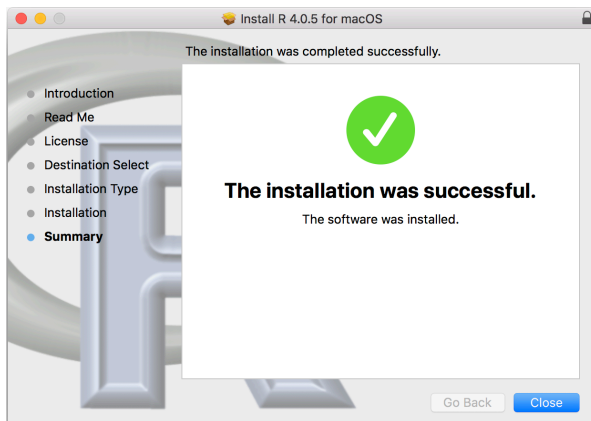 Install R 4.0.5 for macOS
The installation was completed successfully.
Introduction
Read Me
License
Destination Select
Installation Type
Installation
Summary
The installation was successful.
The software was installed.
Go Back
Close